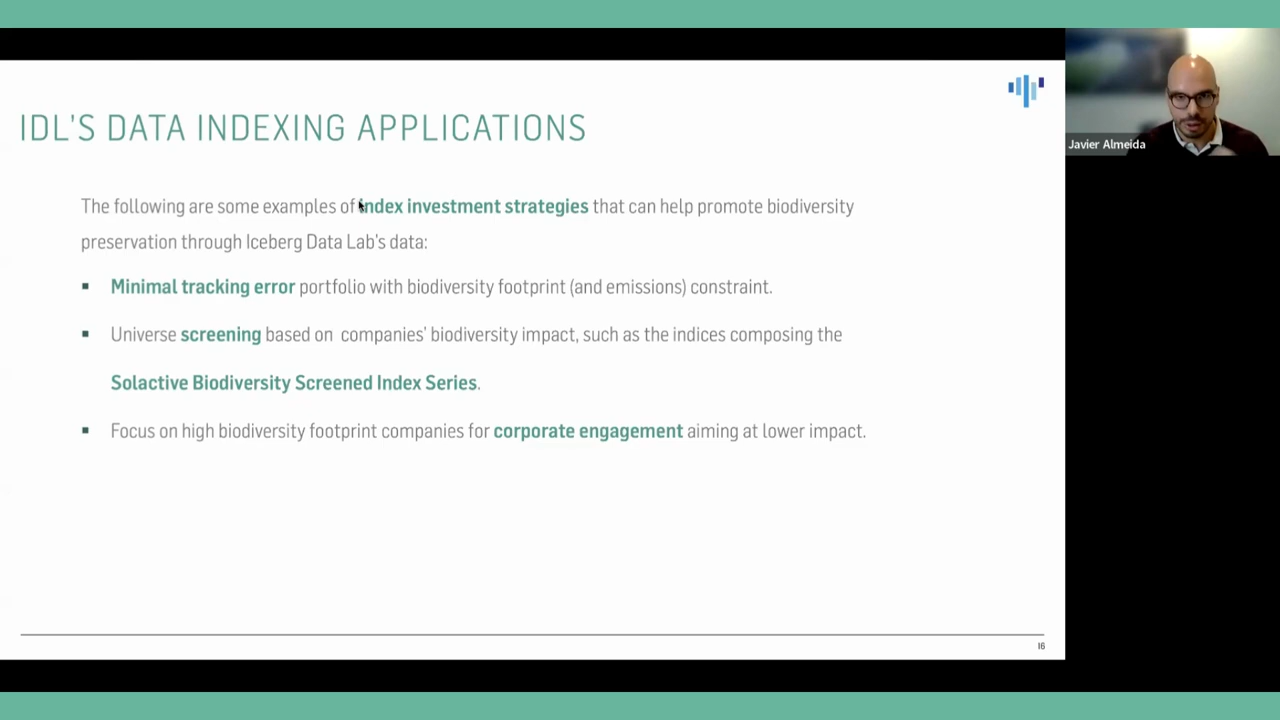 IDL'S DATA INDEXING APPLICATIONS
Javier Almeida
The following are some examples of index investment strategies that can help promote biodiversity
preservation through Iceberg Data Lab's data:
▪ Minimal tracking error portfolio with biodiversity footprint (and emissions) constraint.
▪ Universe screening based on companies' biodiversity impact, such as the indices composing the
Solactive Biodiversity Screened Index Series.
▪ Focus on high biodiversity footprint companies for corporate engagement aiming at lower impact.
16